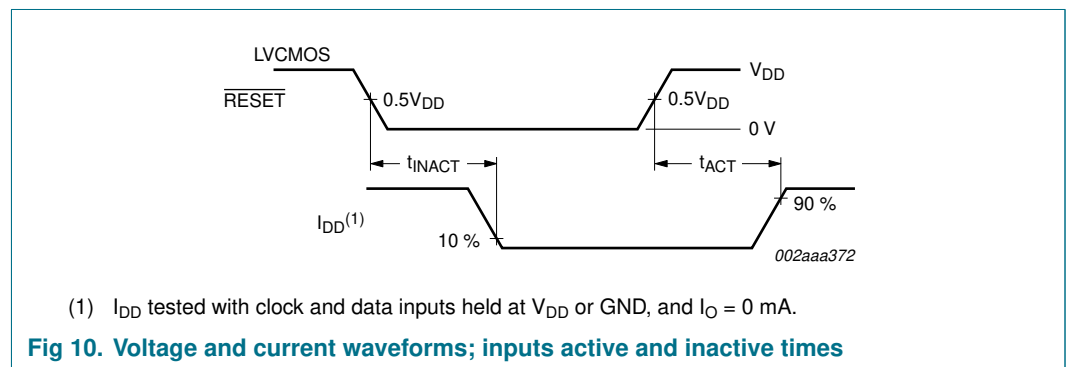 LVCMOS
RESET
0.5VDD
0.5VDD
VDD
0 V
tINACT
tACT
IDD(1)
10 %
90 %
002aaa372
(1) IDD tested with clock and data inputs held at VDD or GND, and IO = 0 mA.
Fig 10. Voltage and current waveforms; inputs active and inactive times